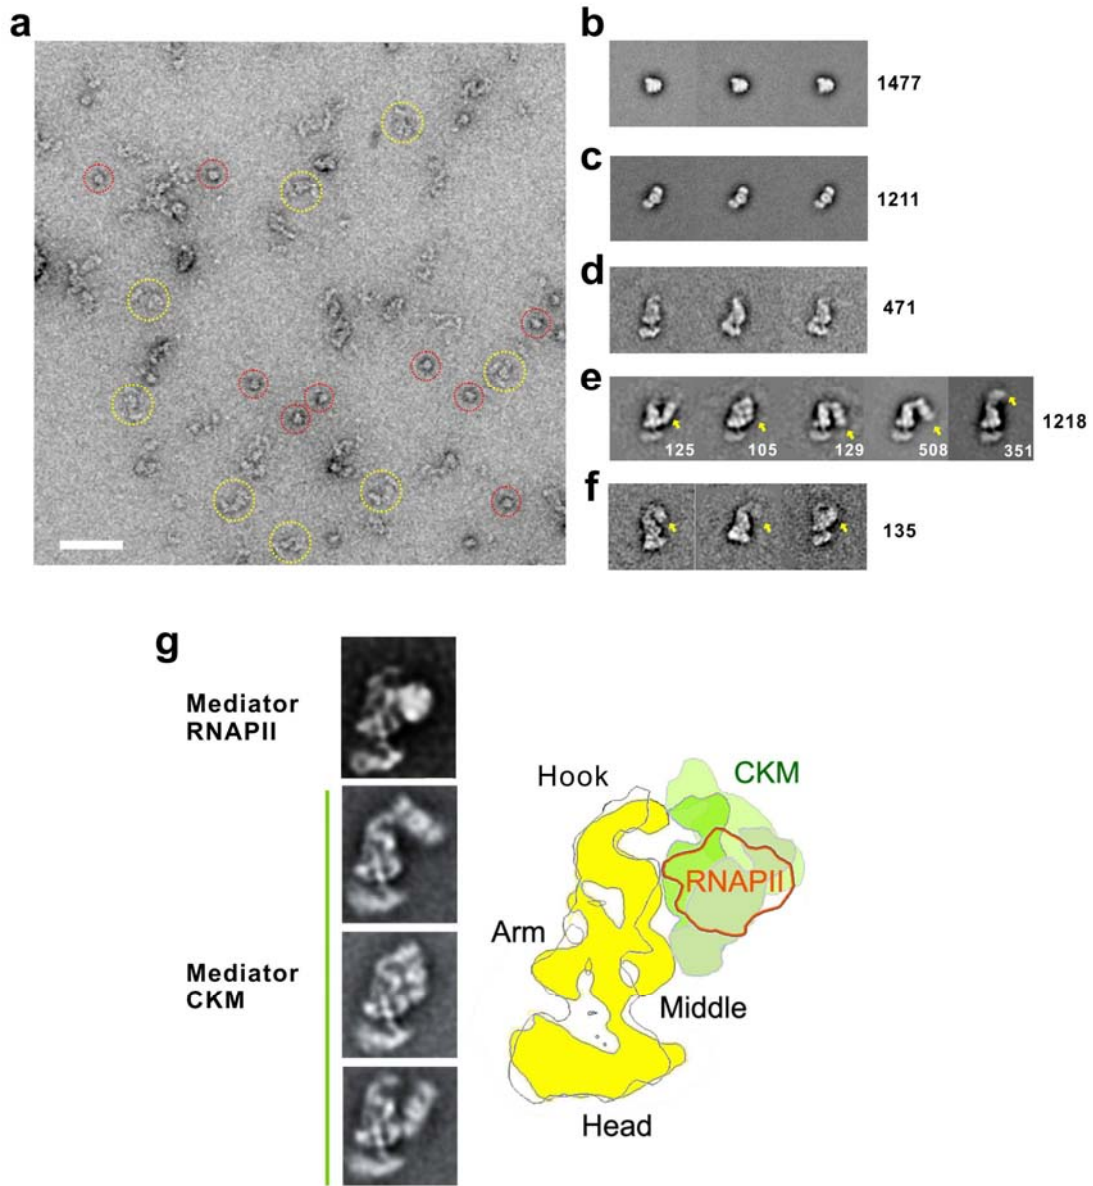 a
b
1477
c
1211
d
471
e
125
105
129
508
351
1218
f
135
g
Mediator
RNAPII
Mediator
CKM
Hook
CKM
RNAPII
Arm
Middle
Head